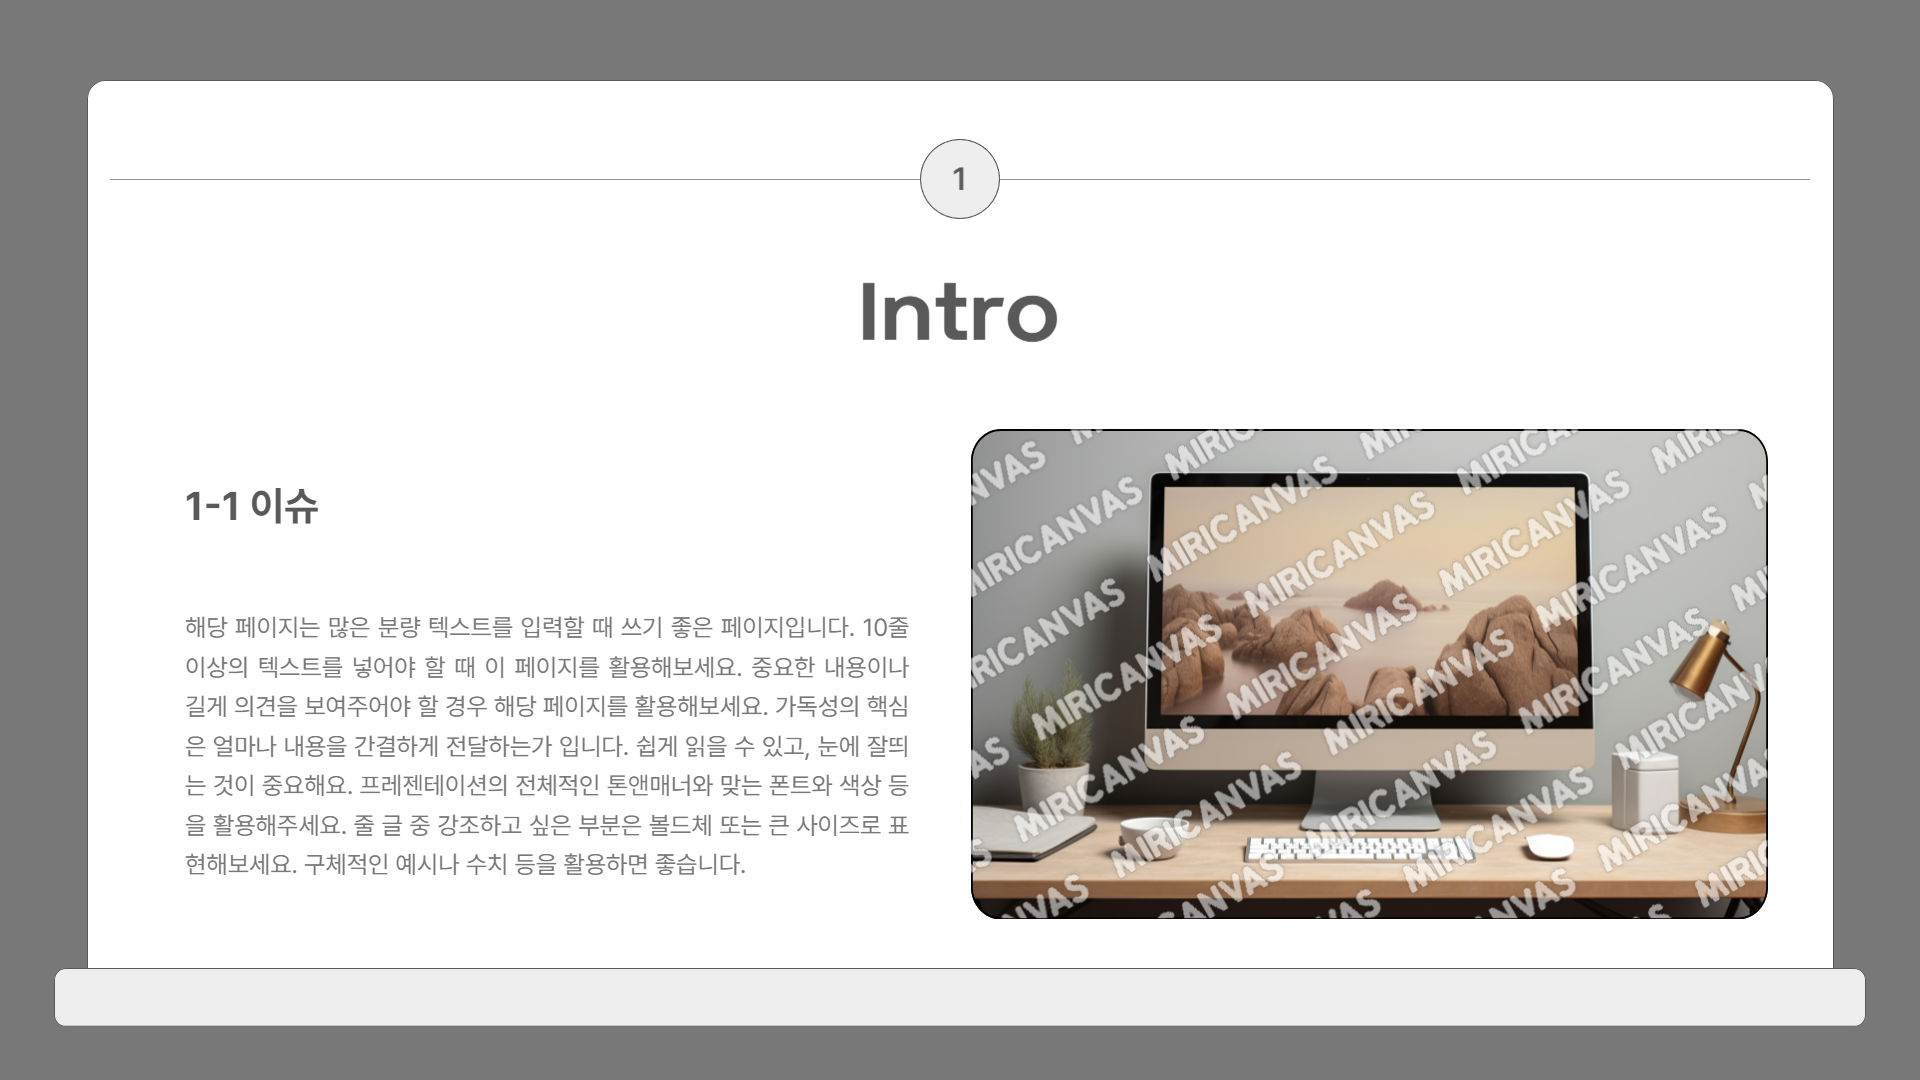 1
Intro
1-1 이슈
해당 페이지는 많은 분량 텍스트를 입력할 때 쓰기 좋은 페이지입니다. 10줄
이상의 텍스트를 넣어야 할 때 이 페이지를 활용해보세요. 중요한 내용이나
길게 의견을 보여주어야 할 경우 해당 페이지를 활용해보세요. 가독성의 핵심
은 얼마나 내용을 간결하게 전달하는가 입니다. 쉽게 읽을 수 있고, 눈에 잘띄
는 것이 중요해요. 프레젠테이션의 전체적인 톤앤매너와 맞는 폰트와 색상 등
을 활용해주세요. 줄 글 중 강조하고 싶은 부분은 볼드체 또는 큰 사이즈로 표
현해보세요. 구체적인 예시나 수치 등을 활용하면 좋습니다.
MIRICANVAS